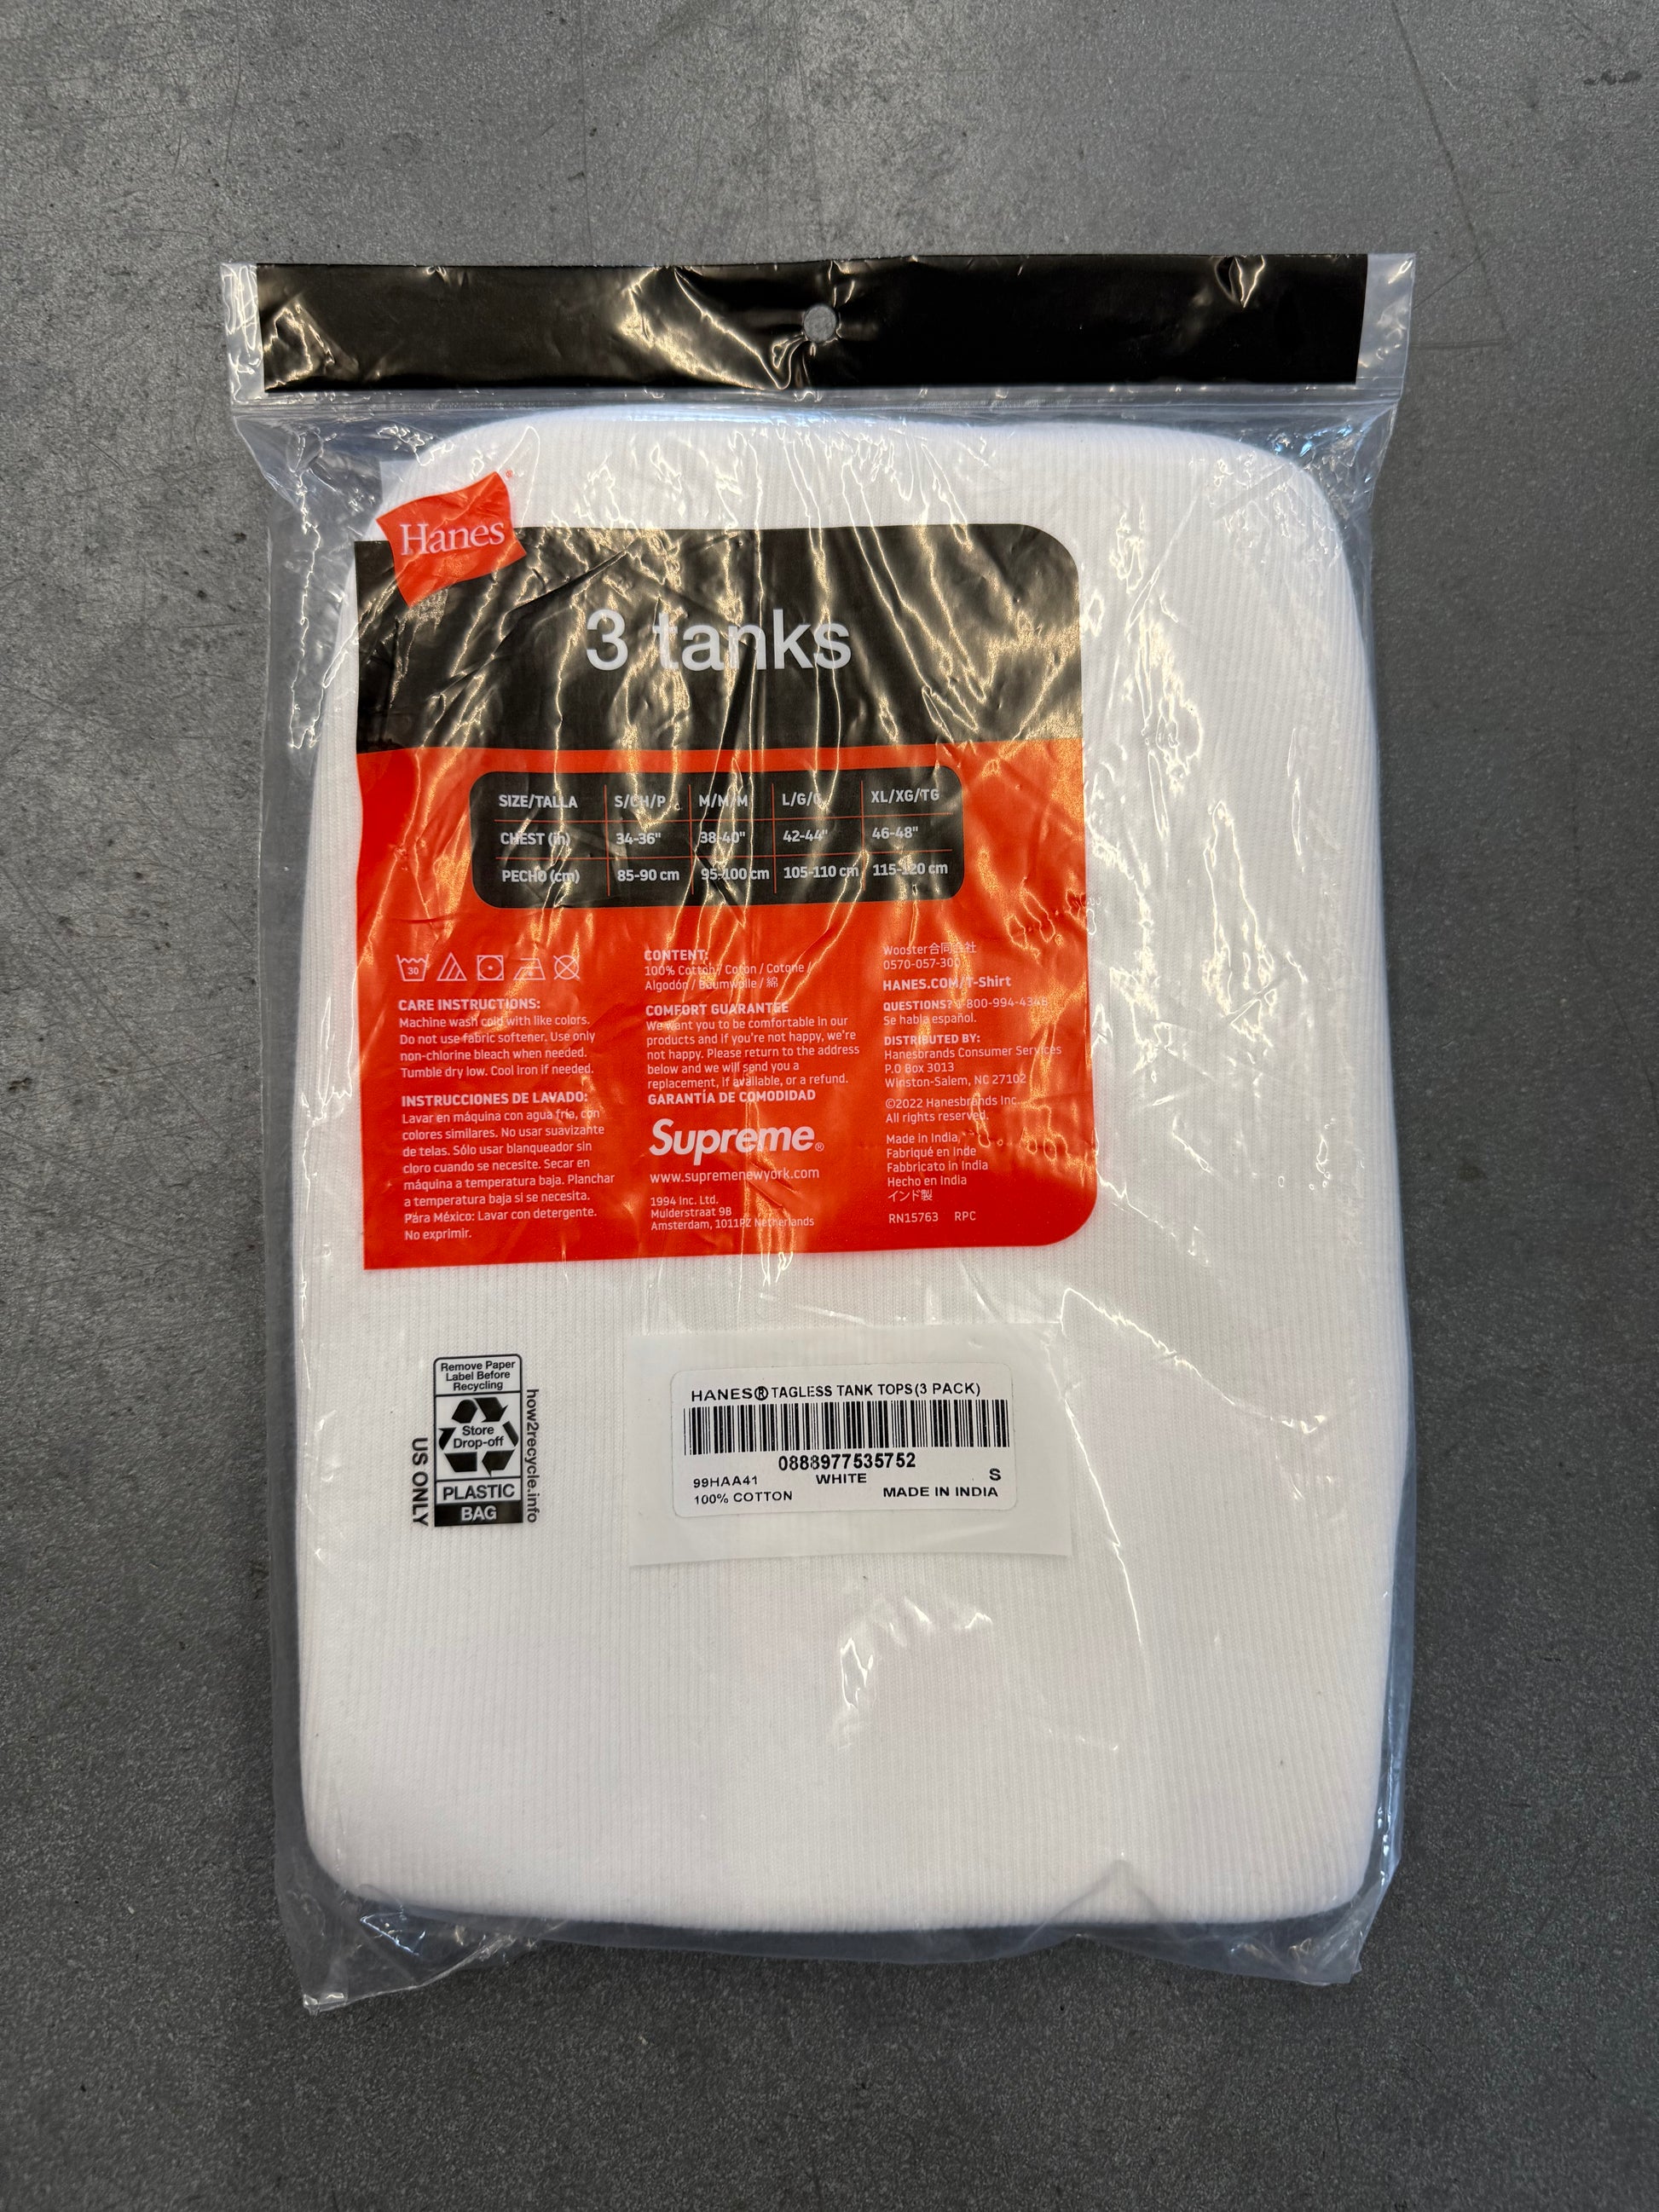 Hanes®
3 tanks
SIZE/TALLA S/CH/P M/M/M L/G/G XL/XG/TG
CHEST (in) 34-36" 38-40" 42-44" 46-48"
PECHO (cm) 85-90 cm 95-100 cm 105-110 cm 115-120 cm
30
CARE INSTRUCTIONS:
Machine wash cold with like colors.
Do not use fabric softener. Use only
non-chlorine bleach when needed.
Tumble dry low. Cool iron if needed.
INSTRUCCIONES DE LAVADO:
Lavar en máquina con agua fría, con
colores similares. No usar suavizante
de telas. Sólo usar blanqueador sin
cloro cuando se necesite. Secar en
máquina a temperatura baja. Planchar
a temperatura baja si se necesita.
Pára México: Lavar con detergente.
No exprimir.
CONTENT:
100% Cotton / Coton / Cotone /
Algodón / Baumwolle / 綿
COMFORT GUARANTEE
We want you to be comfortable in our
products and if you're not happy, we're
not happy. Please return to the address
below and we will send you a
replacement, if available, or a refund.
GARANTÍA DE COMODIDAD
Supreme®
www.supremenewyork.com
1994 Inc. Ltd.
Muiderstraat 9B
Amsterdam, 1011PZ Netherlands
Wooster合同会社
0570-057-300
HANES.COM/T-Shirt
QUESTIONS? 1-800-994-4348
Se habla español.
DISTRIBUTED BY:
Hanesbrands Consumer Services
P.O Box 3013
Winston-Salem, NC 27102
©2022 Hanesbrands Inc.
All rights reserved.
Made in India,
Fabriqué en Inde
Fabbricato in India
Hecho en India
インド製
RN15763 RPC
Remove Paper
Label Before
Recycling
Store
Drop-off
PLASTIC
BAG
US ONLY
how2recycle.info
HANES® TAGLESS TANK TOPS(3 PACK)
0888977535752
99HAA41 WHITE S
100% COTTON MADE IN INDIA